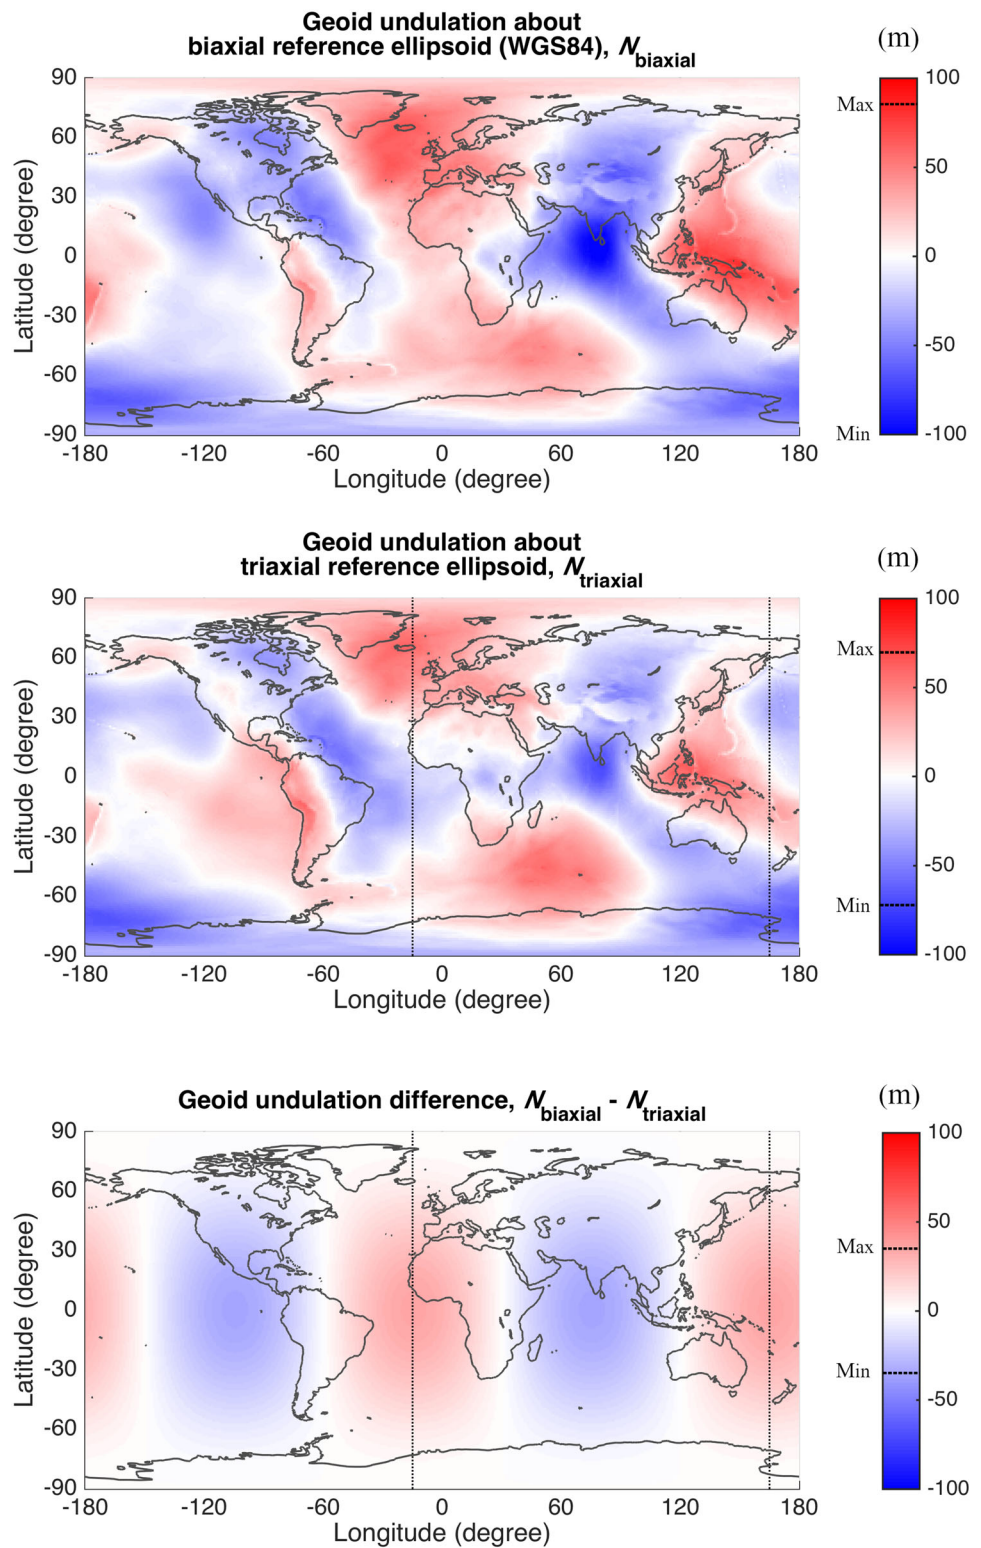 Geoid undulation about
biaxial reference ellipsoid (WGS84), Nbiaxial
(m)
90
60
30
0
-30
-60
-90
Latitude (degree)
-180
-120
-60
0
60
120
180
Longitude (degree)
Max
Min
100
50
0
-50
-100
Geoid undulation about
triaxial reference ellipsoid, Ntriaxial
(m)
90
60
30
0
-30
-60
-90
Latitude (degree)
-180
-120
-60
0
60
120
180
Longitude (degree)
Max
Min
100
50
0
-50
-100
Geoid undulation difference, Nbiaxial - Ntriaxial
(m)
90
60
30
0
-30
-60
-90
Latitude (degree)
-180
-120
-60
0
60
120
180
Longitude (degree)
Max
Min
100
50
0
-50
-100